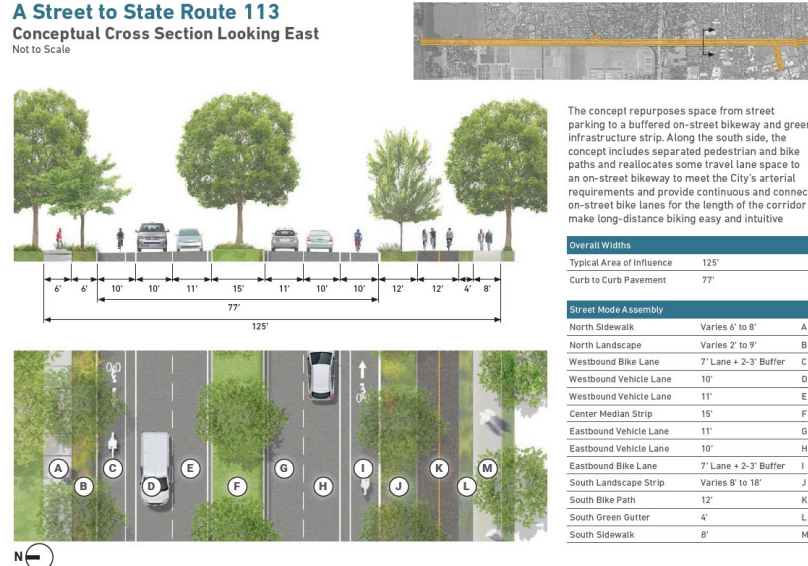 A Street to State Route 113
Conceptual Cross Section Looking East
Not to Scale
The concept repurposes space from street
parking to a buffered on-street bikeway and green
infrastructure strip. Along the south side, the
concept includes separated pedestrian and bike
paths and reallocates some travel lane space to
an on-street bikeway to meet the City's arterial
requirements and provide continuous and connec
on-street bike lanes for the length of the corridor
make long-distance biking easy and intuitive
6' 6' 10' 10' 11' 15' 11' 10' 10' 12' 12' 4' 8'
77'
125'
Overall Widths
Typical Area of Influence 125'
Curb to Curb Pavement 77'
Street Mode Assembly
North Sidewalk Varies 6' to 8' A
North Landscape Varies 2' to 9' B
Westbound Bike Lane 7' Lane + 2-3' Buffer C
Westbound Vehicle Lane 10' D
Westbound Vehicle Lane 11' E
Center Median Strip 15' F
Eastbound Vehicle Lane 11' G
Eastbound Vehicle Lane 10' H
Eastbound Bike Lane 7' Lane + 2-3' Buffer I
South Landscape Strip Varies 8' to 18' J
South Bike Path 12' K
South Green Gutter 4' L
South Sidewalk 8' M
A B C D E F G H I J K L M
N